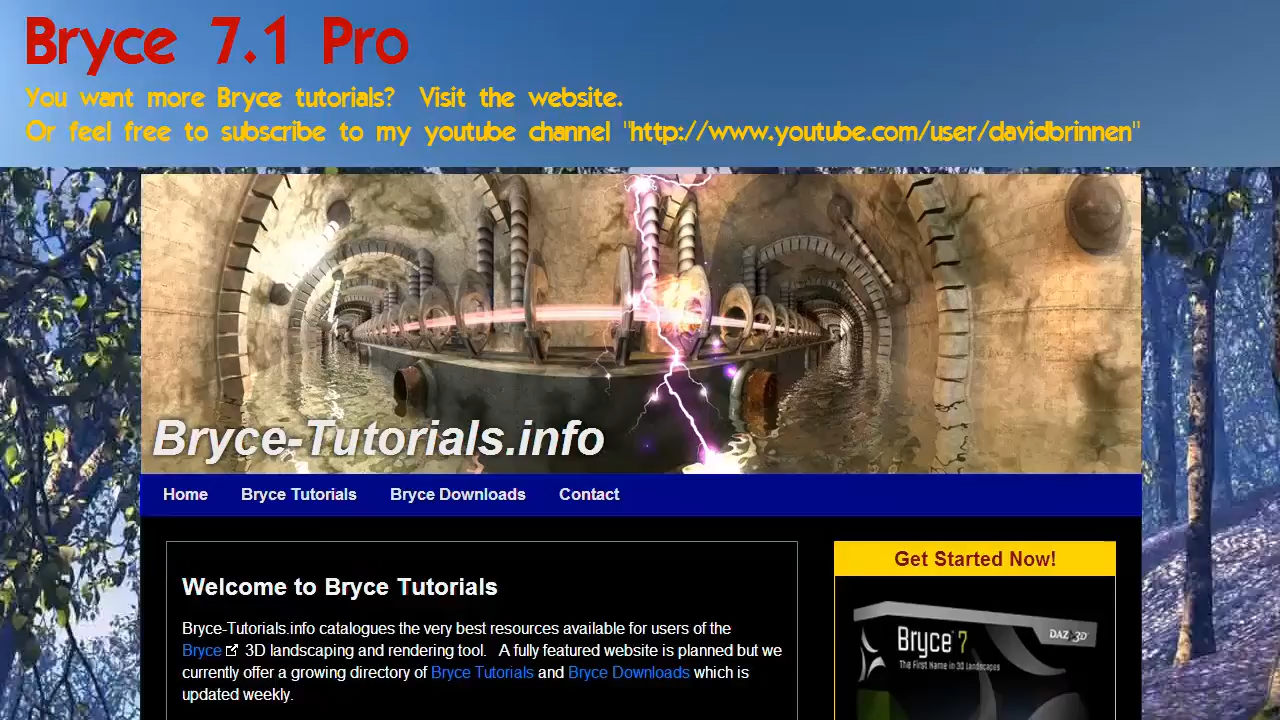 Bryce 7.1 Pro
You want more Bryce tutorials? Visit the website.
Or feel free to subscribe to my youtube channel "http://www.youtube.com/user/davidbrinnen"
Bryce-Tutorials.info
Home Bryce Tutorials Bryce Downloads Contact
Welcome to Bryce Tutorials
Bryce-Tutorials.info catalogues the very best resources available for users of the
Bryce 3D landscaping and rendering tool. A fully featured website is planned but we
currently offer a growing directory of Bryce Tutorials and Bryce Downloads which is
updated weekly.
Get Started Now!
DAZ 3D
Bryce 7
The First Name in 3D landscapes